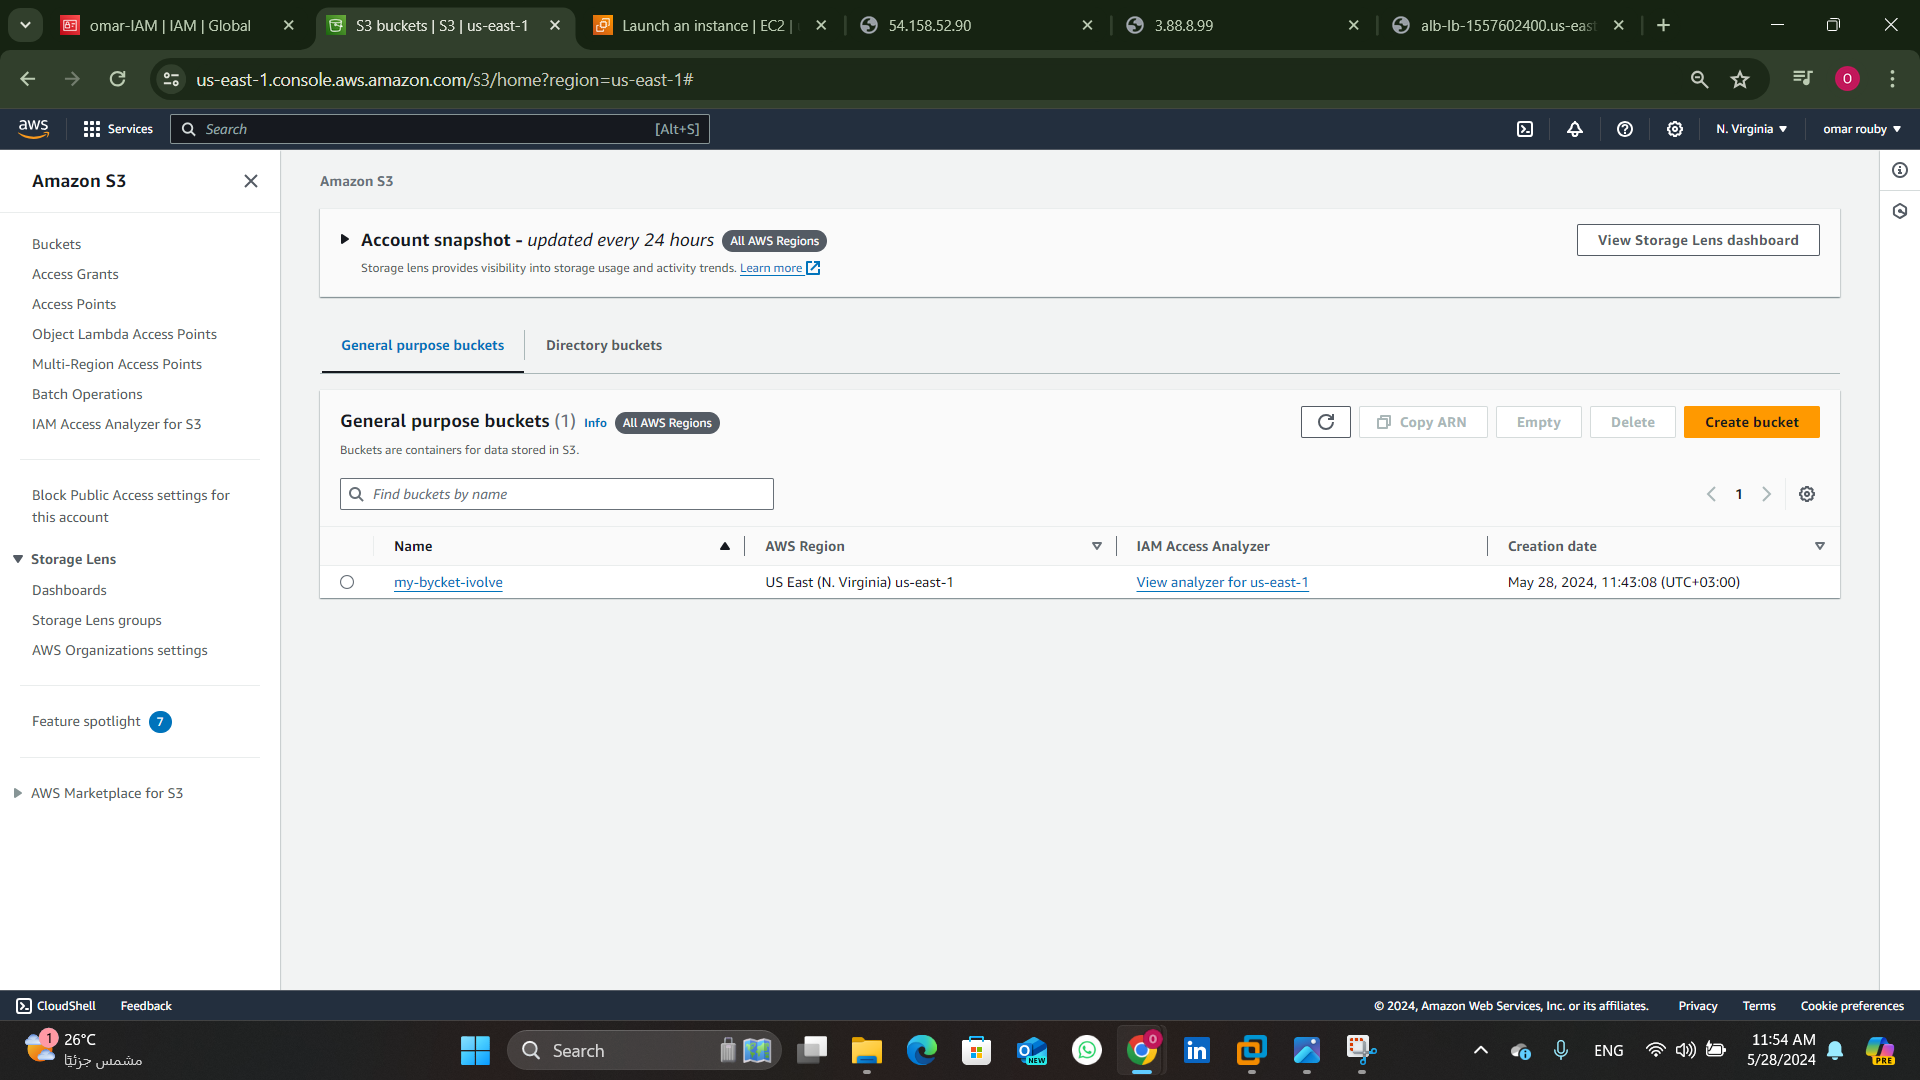 omar-IAM | IAM | Global
S3 buckets | S3 | us-east-1
Launch an instance | EC2 |
54.158.52.90
3.88.8.99
alb-lb-1557602400.us-east
us-east-1.console.aws.amazon.com/s3/home?region=us-east-1#
O
aws
Services
Search
[Alt+S]
N. Virginia
omar rouby
Amazon S3
Buckets
Access Grants
Access Points
Object Lambda Access Points
Multi-Region Access Points
Batch Operations
IAM Access Analyzer for S3
Block Public Access settings for
this account
Storage Lens
Dashboards
Storage Lens groups
AWS Organizations settings
Feature spotlight 7
AWS Marketplace for S3
Amazon S3
Account snapshot - updated every 24 hours All AWS Regions
Storage lens provides visibility into storage usage and activity trends. Learn more
View Storage Lens dashboard
General purpose buckets
Directory buckets
General purpose buckets (1) Info All AWS Regions
Buckets are containers for data stored in S3.
Copy ARN
Empty
Delete
Create bucket
Find buckets by name
1
Name
AWS Region
IAM Access Analyzer
Creation date
my-bycket-ivolve
US East (N. Virginia) us-east-1
View analyzer for us-east-1
May 28, 2024, 11:43:08 (UTC+03:00)
CloudShell
Feedback
© 2024, Amazon Web Services, Inc. or its affiliates.
Privacy
Terms
Cookie preferences
1
26°C
مشمس جزئيًا
Search
NEW
O
in
ENG
11:54 AM
5/28/2024
PRE